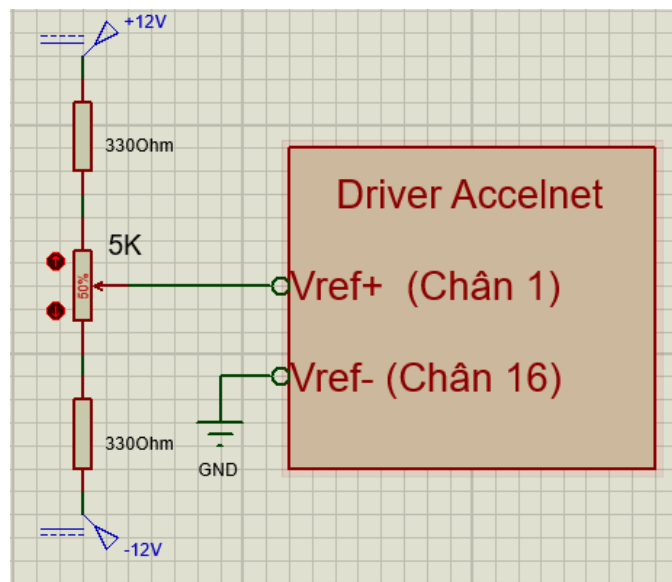 +12V
330Ohm
Driver Accelnet
5K
50%
Vref+ (Chân 1)
Vref- (Chân 16)
330Ohm
GND
-12V